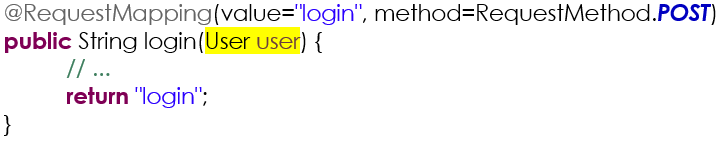 @RequestMapping(value="login", method=RequestMethod.POST)
public String login(User user) {
// ...
return "login";
}